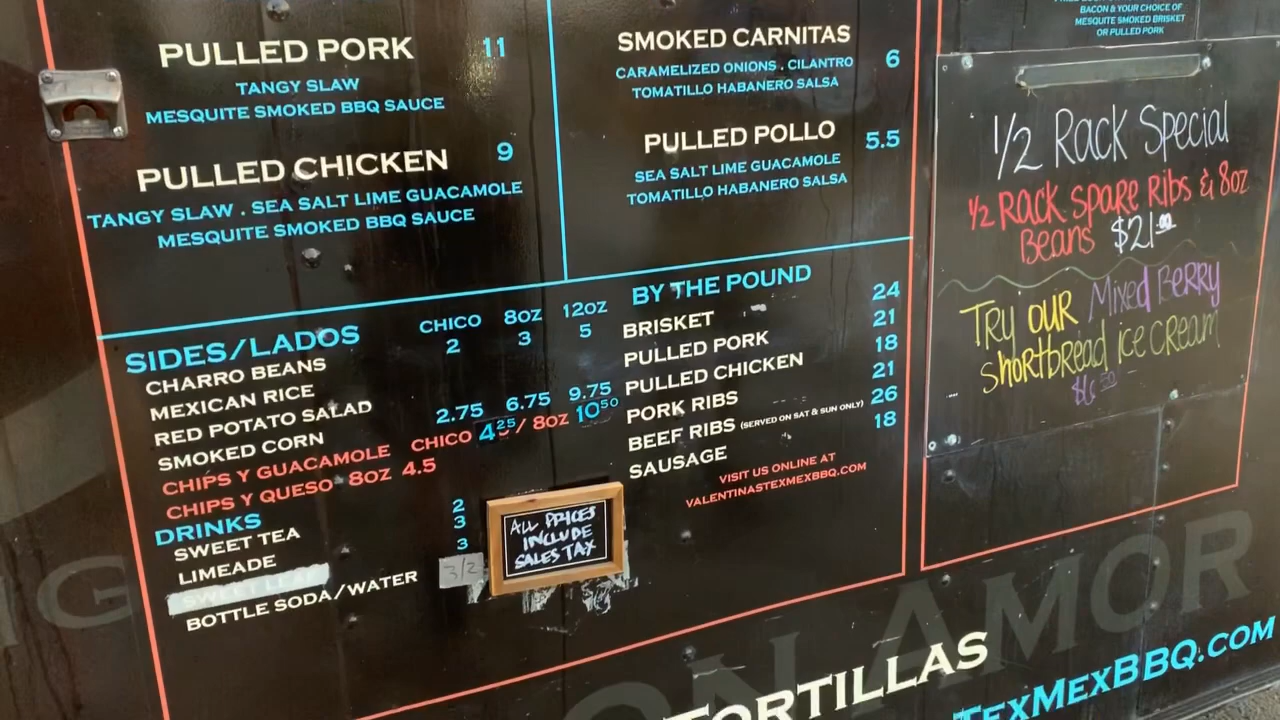 PULLED PORK 11
TANGY SLAW
MESQUITE SMOKED BBQ SAUCE
PULLED CHICKEN 9
TANGY SLAW . SEA SALT LIME GUACAMOLE
MESQUITE SMOKED BBQ SAUCE
SMOKED CARNITAS 6
CARAMELIZED ONIONS . CILANTRO
TOMATILLO HABANERO SALSA
PULLED POLLO 5.5
SEA SALT LIME GUACAMOLE
TOMATILLO HABANERO SALSA
SIDES/LADOS CHICO 8OZ 12OZ
CHARRO BEANS 2 3 5
MEXICAN RICE
RED POTATO SALAD
SMOKED CORN 2.75 6.75 9.75
CHIPS Y GUACAMOLE CHICO 4.25 / 8OZ 10.50
CHIPS Y QUESO 8OZ 4.5
DRINKS
SWEET TEA 2
LIMEADE 3
3
BOTTLE SODA/WATER 3/2
ALL PRICES
INCLUDE
SALES TAX
BY THE POUND
BRISKET 24
PULLED PORK 21
PULLED CHICKEN 18
PORK RIBS 21
BEEF RIBS (SERVED ON SAT & SUN ONLY) 26
SAUSAGE 18
VISIT US ONLINE AT
VALENTINASTEXMEXBBQ.COM
BACON & YOUR CHOICE OF
MESQUITE SMOKED BRISKET
OR PULLED PORK
1/2 Rack Special
1/2 Rack Spare Ribs & 8oz
Beans $21.00
Try our Mixed Berry
shortbread ice cream
$6.50
ON AMOR
TORTILLAS
TEXMEXBBQ.COM